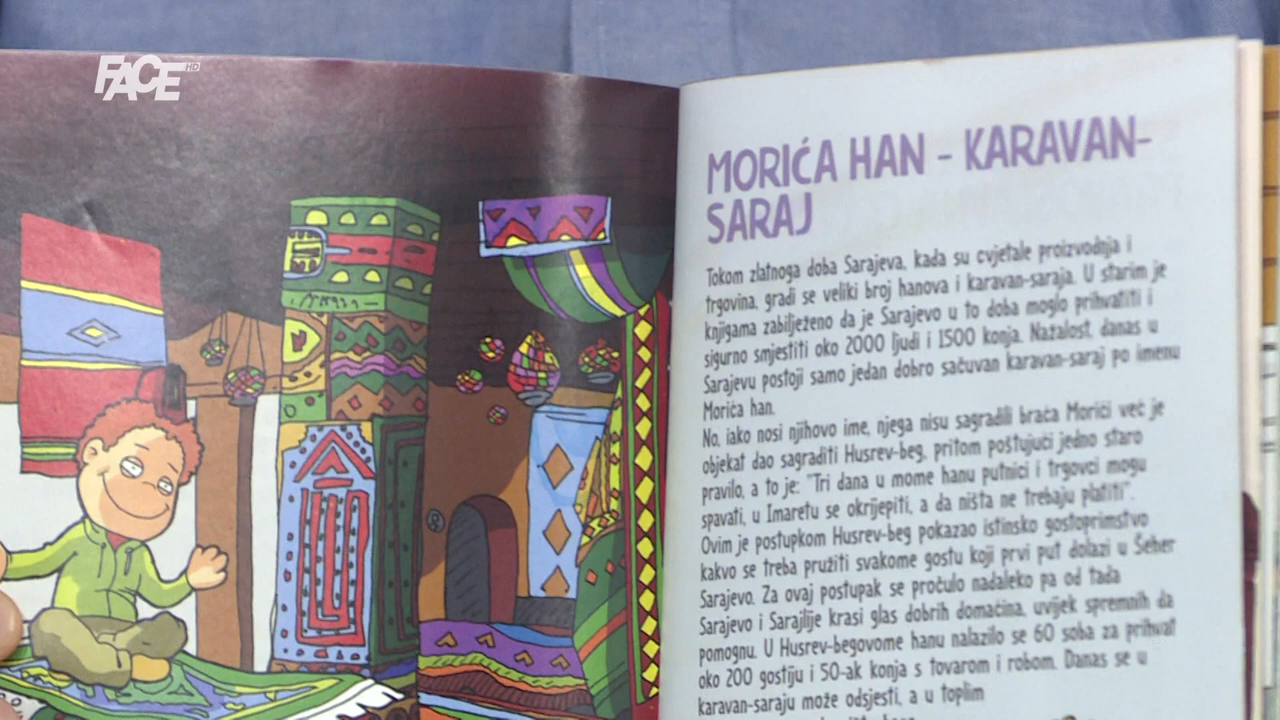 FACE HD
MORIĆA HAN - KARAVAN-
SARAJ
Tokom zlatnoga doba Sarajeva, kada su cvjetale proizvodnja i
trgovina, gradi se veliki broj hanova i karavan-saraja. U starim je
knjigama zabilježeno da je Sarajevo u to doba moglo prihvatiti i
sigurno smjestiti oko 2000 ljudi i 1500 konja. Nažalost, danas u
Sarajevu postoji samo jedan dobro sačuvan karavan-saraj po imenu
Morića han.
No, iako nosi njihovo ime, njega nisu sagradili braća Morići već je
objekat dao sagraditi Husrev-beg, pritom poštujući jedno staro
pravilo, a to je: "Tri dana u mome hanu putnici i trgovci mogu
spavati, u Imaretu se okrijepiti, a da ništa ne trebaju platiti".
Ovim je postupkom Husrev-beg pokazao istinsko gostoprimstvo
kakvo se treba pružiti svakome gostu koji prvi put dolazi u Šeher
Sarajevo. Za ovaj postupak se pročulo nadaleko pa od tada
Sarajevo i Sarajlije krasi glas dobrih domaćina, uvijek spremnih da
pomognu. U Husrev-begovome hanu nalazilo se 60 soba za prihvat
oko 200 gostiju i 50-ak konja s tovarom i robom. Danas se u
karavan-saraju može odsjesti, a u toplim